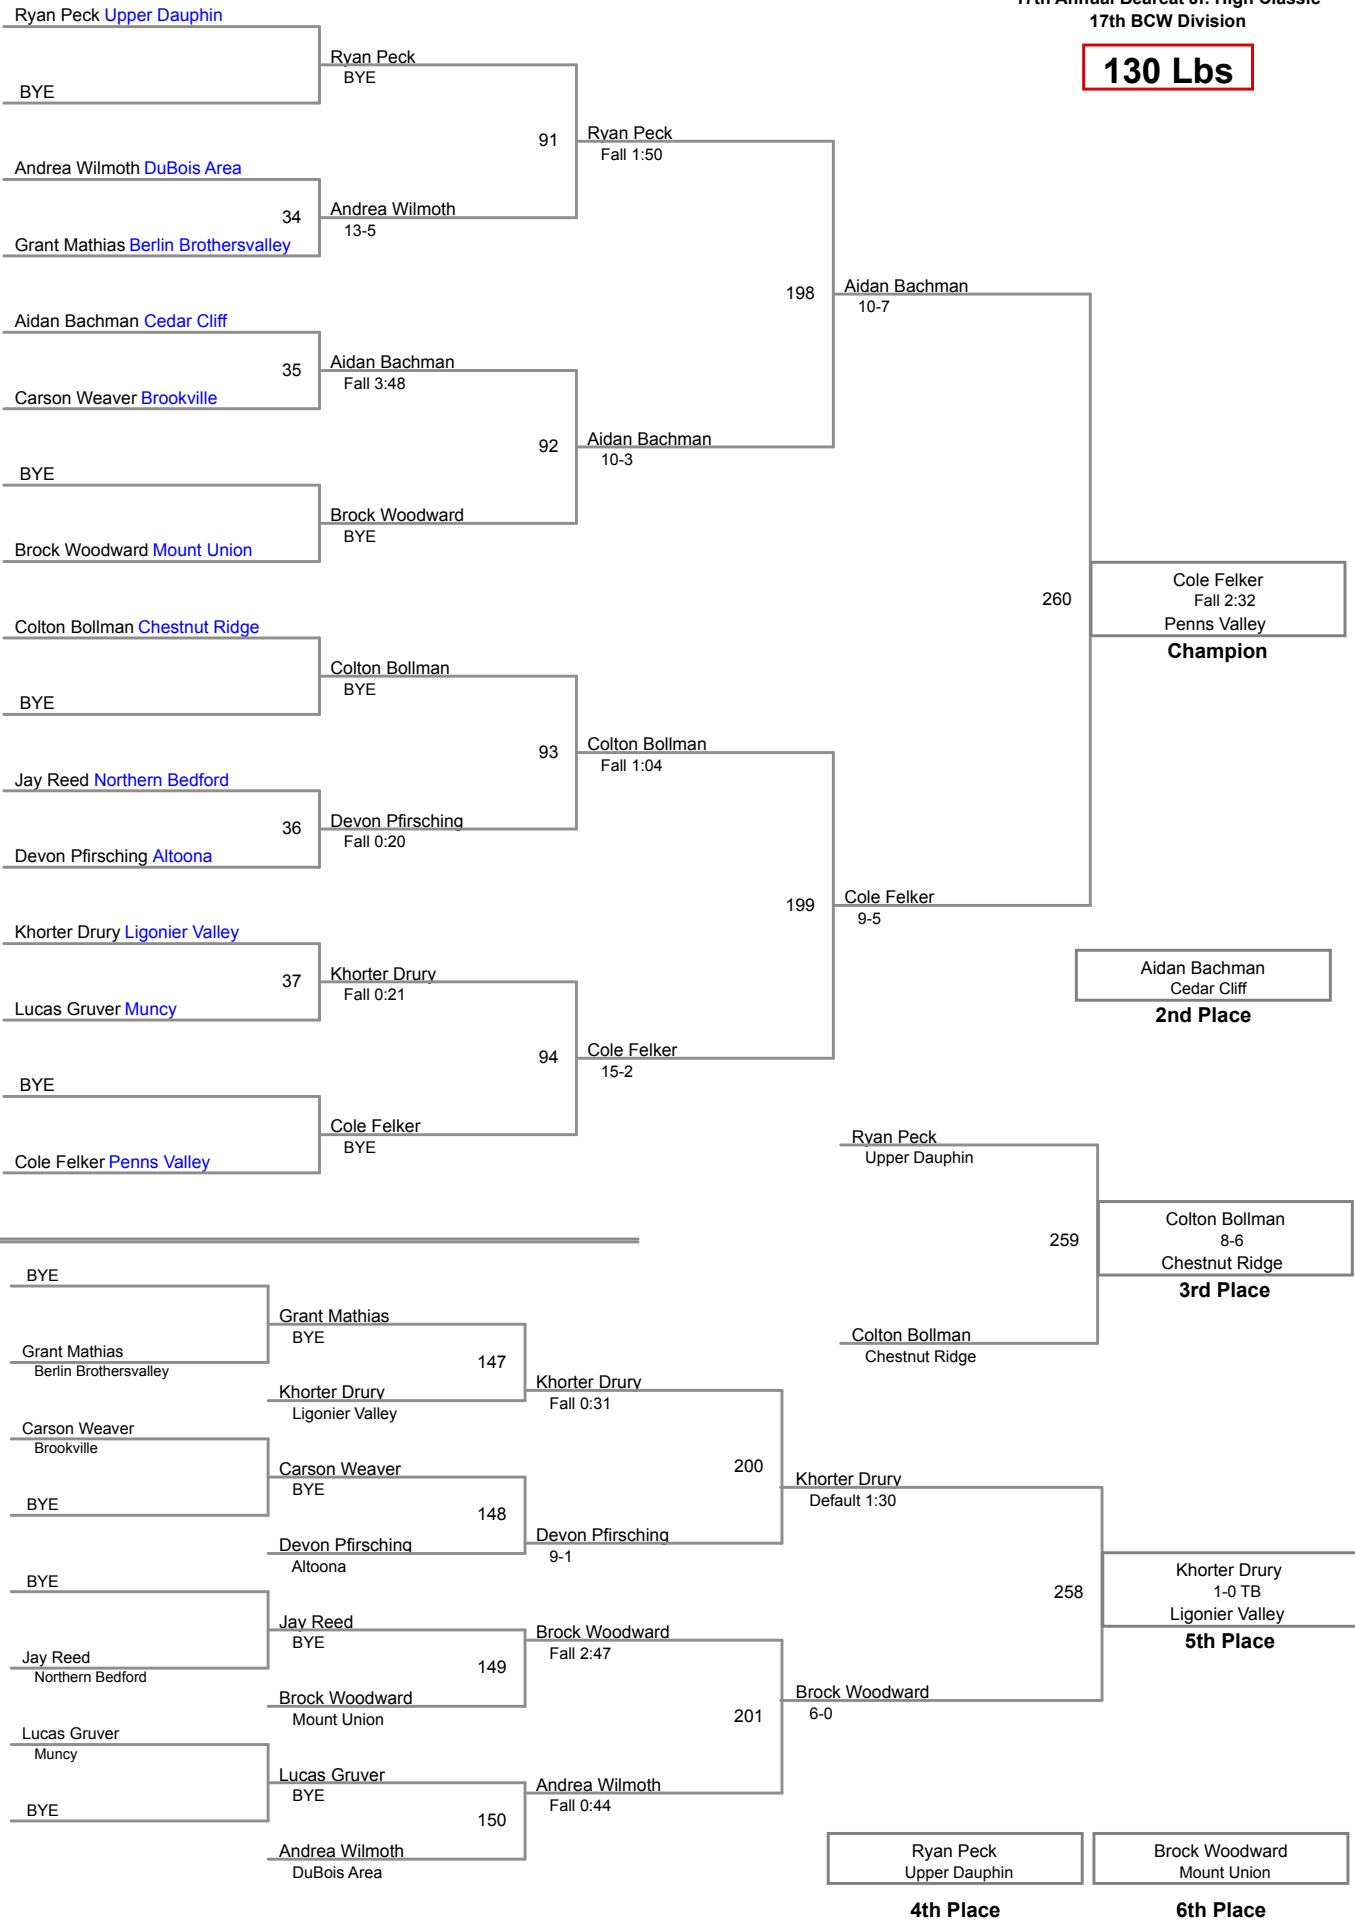 17th Annual Bearcat Jr. High Classic
17th BCW Division
130 Lbs
Ryan Peck Upper Dauphin
BYE
Ryan Peck
BYE
Andrea Wilmoth DuBois Area
34
Grant Mathias Berlin Brothersvalley
Andrea Wilmoth
13-5
91
Ryan Peck
Fall 1:50
Aidan Bachman Cedar Cliff
35
Carson Weaver Brookville
Aidan Bachman
Fall 3:48
BYE
Brock Woodward Mount Union
Brock Woodward
BYE
92
Aidan Bachman
10-3
198
Aidan Bachman
10-7
Colton Bollman Chestnut Ridge
BYE
Colton Bollman
BYE
Jay Reed Northern Bedford
36
Devon Pfirsching Altoona
Devon Pfirsching
Fall 0:20
93
Colton Bollman
Fall 1:04
Khorter Drury Ligonier Valley
37
Lucas Gruver Muncy
Khorter Drury
Fall 0:21
BYE
Cole Felker Penns Valley
Cole Felker
BYE
94
Cole Felker
15-2
199
Cole Felker
9-5
260
Cole Felker
Fall 2:32
Penns Valley
Champion
Aidan Bachman
Cedar Cliff
2nd Place
Ryan Peck
Upper Dauphin
259
Colton Bollman
Chestnut Ridge
Colton Bollman
8-6
Chestnut Ridge
3rd Place
BYE
Grant Mathias
Berlin Brothersvalley
Grant Mathias
BYE
147
Khorter Drury
Ligonier Valley
Khorter Drury
Fall 0:31
Carson Weaver
Brookville
BYE
Carson Weaver
BYE
148
Devon Pfirsching
Altoona
Devon Pfirsching
9-1
200
Khorter Drury
Default 1:30
BYE
Jay Reed
Northern Bedford
Jay Reed
BYE
149
Brock Woodward
Mount Union
Brock Woodward
Fall 2:47
Lucas Gruver
Muncy
BYE
Lucas Gruver
BYE
150
Andrea Wilmoth
DuBois Area
Andrea Wilmoth
Fall 0:44
201
Brock Woodward
6-0
258
Khorter Drury
1-0 TB
Ligonier Valley
5th Place
Ryan Peck
Upper Dauphin
4th Place
Brock Woodward
Mount Union
6th Place